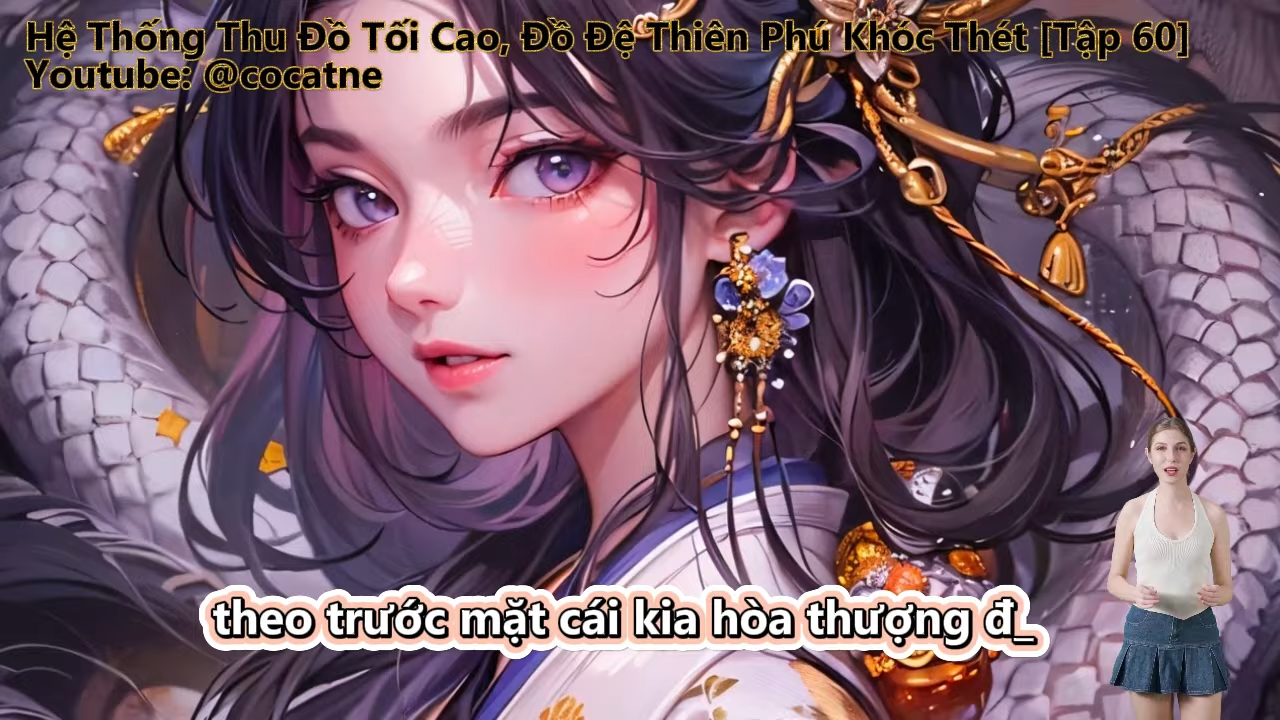 Hệ Thống Thu Đồ Tối Cao, Đồ Đệ Thiên Phú Khóc Thét [Tập 60]
Youtube: @cocatne
theo trước mặt cái kia hòa thượng đ_